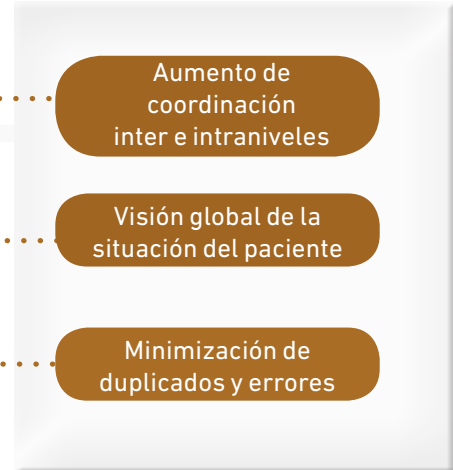 Aumento de
coordinación
inter e intraniveles
Visión global de la
situación del paciente
Minimización de
duplicados y errores